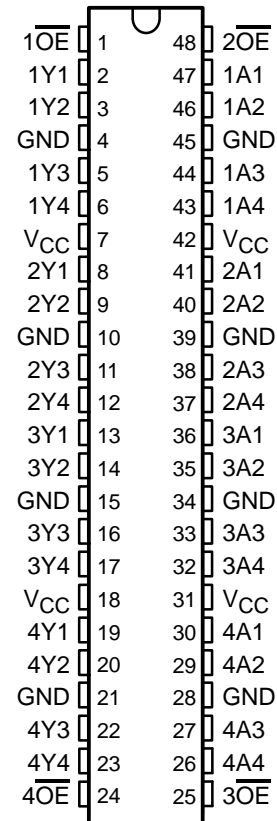 1O̅E̅ 1 48 2O̅E̅
1Y1 2 47 1A1
1Y2 3 46 1A2
GND 4 45 GND
1Y3 5 44 1A3
1Y4 6 43 1A4
VCC 7 42 VCC
2Y1 8 41 2A1
2Y2 9 40 2A2
GND 10 39 GND
2Y3 11 38 2A3
2Y4 12 37 2A4
3Y1 13 36 3A1
3Y2 14 35 3A2
GND 15 34 GND
3Y3 16 33 3A3
3Y4 17 32 3A4
VCC 18 31 VCC
4Y1 19 30 4A1
4Y2 20 29 4A2
GND 21 28 GND
4Y3 22 27 4A3
4Y4 23 26 4A4
4O̅E̅ 24 25 3O̅E̅